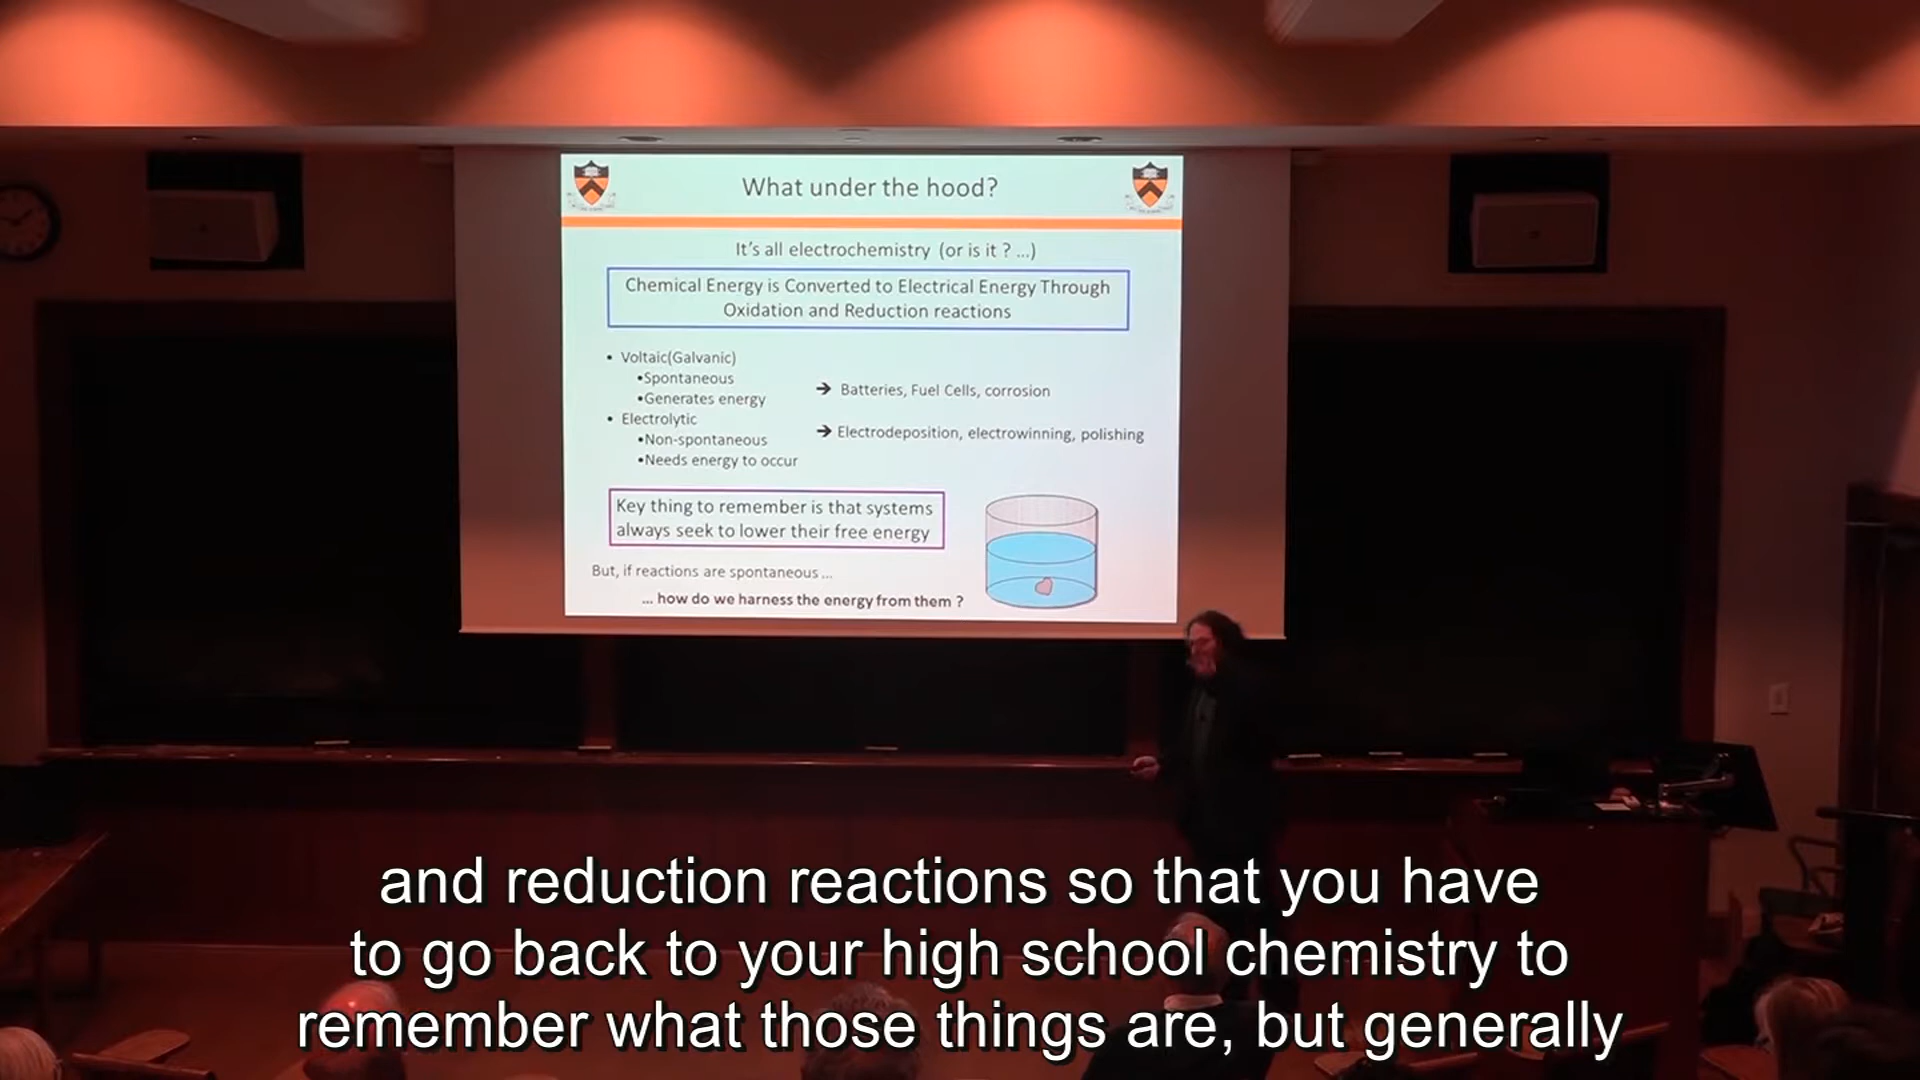 What under the hood?
It's all electrochemistry (or is it ? ...)
Chemical Energy is Converted to Electrical Energy Through
Oxidation and Reduction reactions
• Voltaic(Galvanic)
•Spontaneous
•Generates energy
➔ Batteries, Fuel Cells, corrosion
• Electrolytic
•Non-spontaneous
•Needs energy to occur
➔ Electrodeposition, electrowinning, polishing
Key thing to remember is that systems
always seek to lower their free energy
But, if reactions are spontaneous ...
... how do we harness the energy from them ?
and reduction reactions so that you have
to go back to your high school chemistry to
remember what those things are, but generally